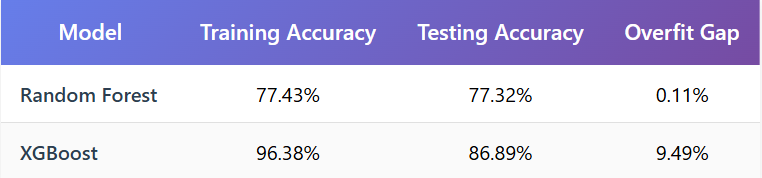 Model Training Accuracy Testing Accuracy Overfit Gap
Random Forest 77.43% 77.32% 0.11%
XGBoost 96.38% 86.89% 9.49%